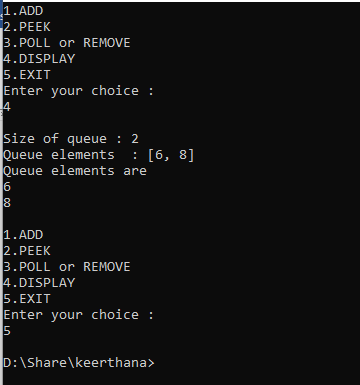 1.ADD
2.PEEK
3.POLL or REMOVE
4.DISPLAY
5.EXIT
Enter your choice :
4
Size of queue : 2
Queue elements  : [6, 8]
Queue elements are
6
8
1.ADD
2.PEEK
3.POLL or REMOVE
4.DISPLAY
5.EXIT
Enter your choice :
5
D:\Share\keerthana>